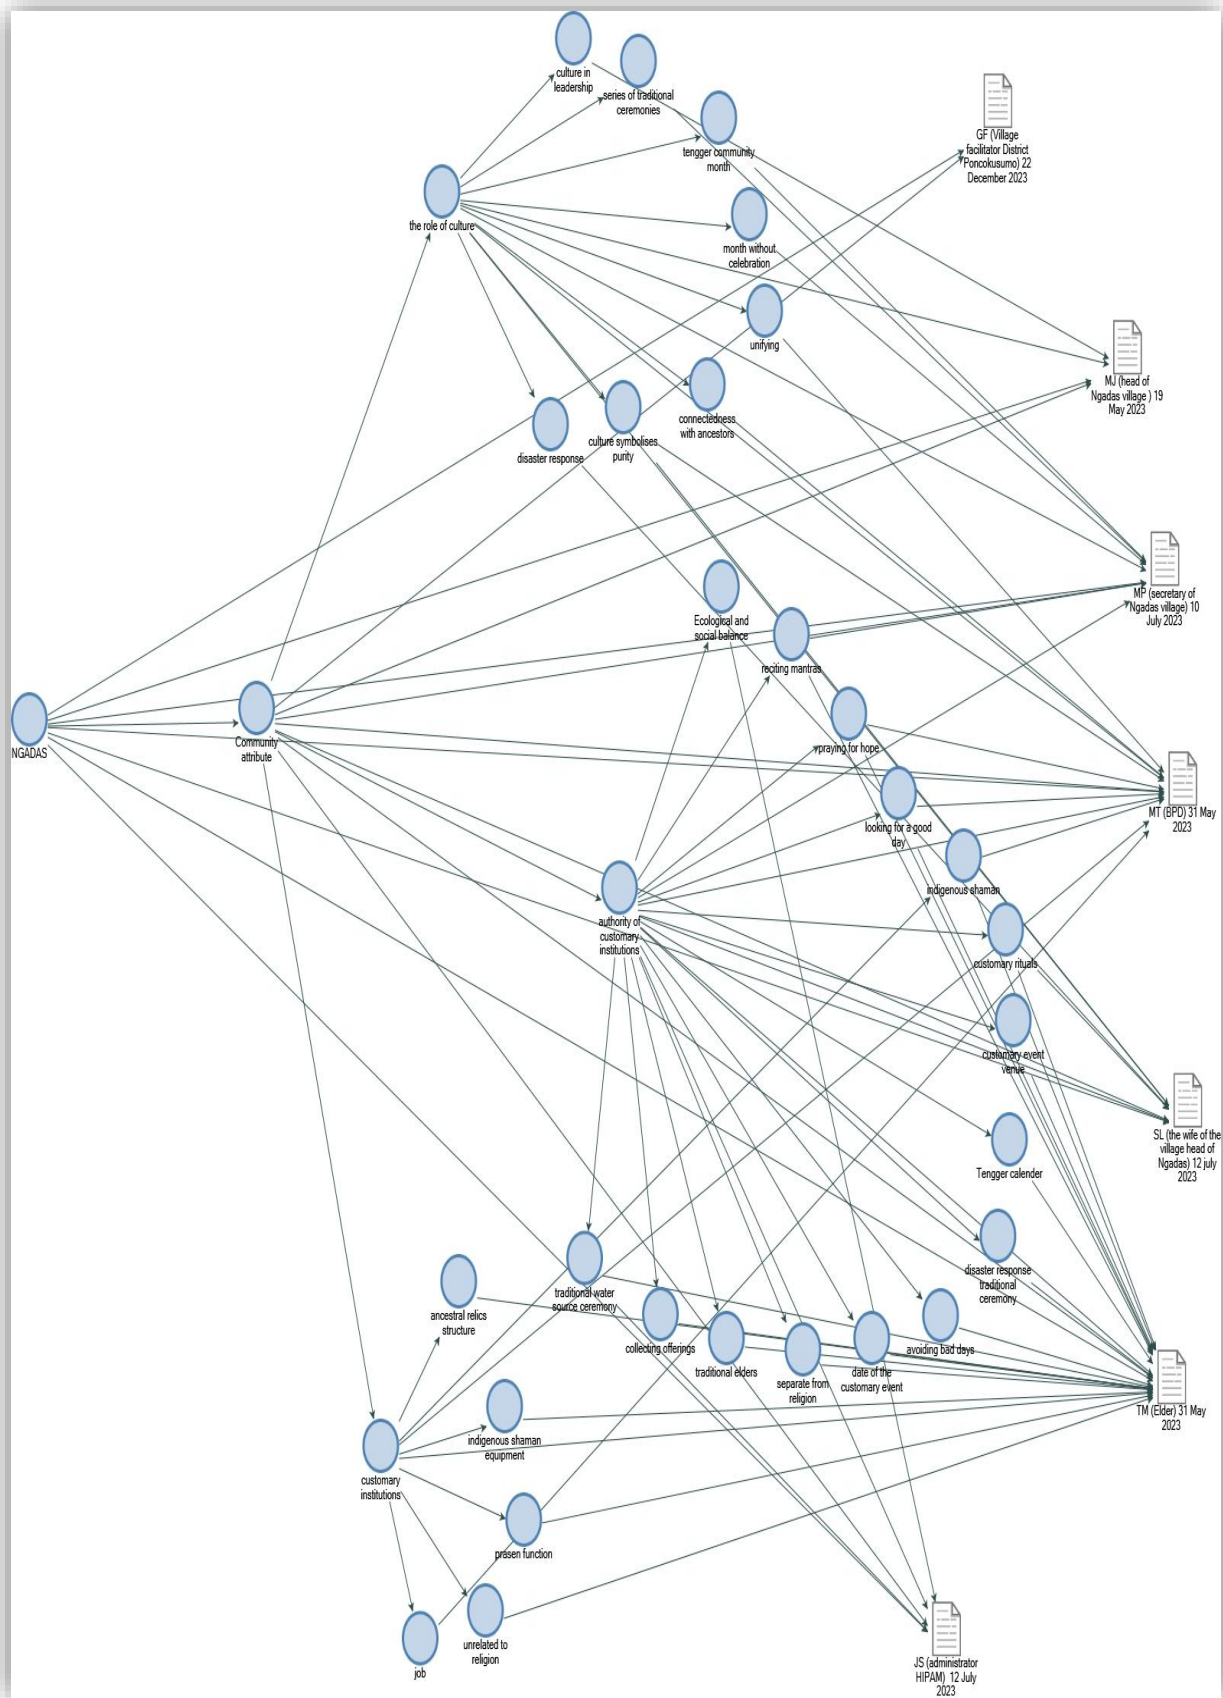 culture in
leadership
series of traditional
ceremonies
tengger community
month
GF (Village
facilitator District
Poncokusumo) 22
December 2023
the role of culture
month without
celebration
unifying
MJ (head of
Ngadas village ) 19
May 2023
connectedness
with ancestors
culture symbolises
purity
disaster response
MP (secretary of
Ngadas village) 10
July 2023
Ecological and
social balance
reciting mantras
NGADAS
Community
attribute
praying for hope
MT (BPD) 31 May
2023
looking for a good
day
indigenous shaman
authority of
customary
institutions
customary rituals
customary event
venue
SL (the wife of the
village head of
Ngadas) 12 july
2023
Tengger calender
disaster response
traditional
ceremony
traditional water
source ceremony
ancestral relics
structure
collecting offerings
traditional elders
separate from
religion
date of the
customary event
avoiding bad days
TM (Elder) 31 May
2023
indigenous shaman
equipment
customary
institutions
prasen function
unrelated to
religion
job
JS (administrator
HIPAM) 12 July
2023